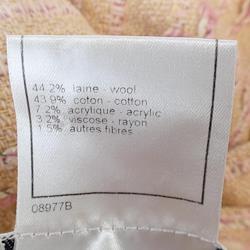 44.2% laine - wool
43.9% coton - cotton
7.2% acrylique - acrylic
3.2% viscose - rayon
1.5% autres fibres
08977B